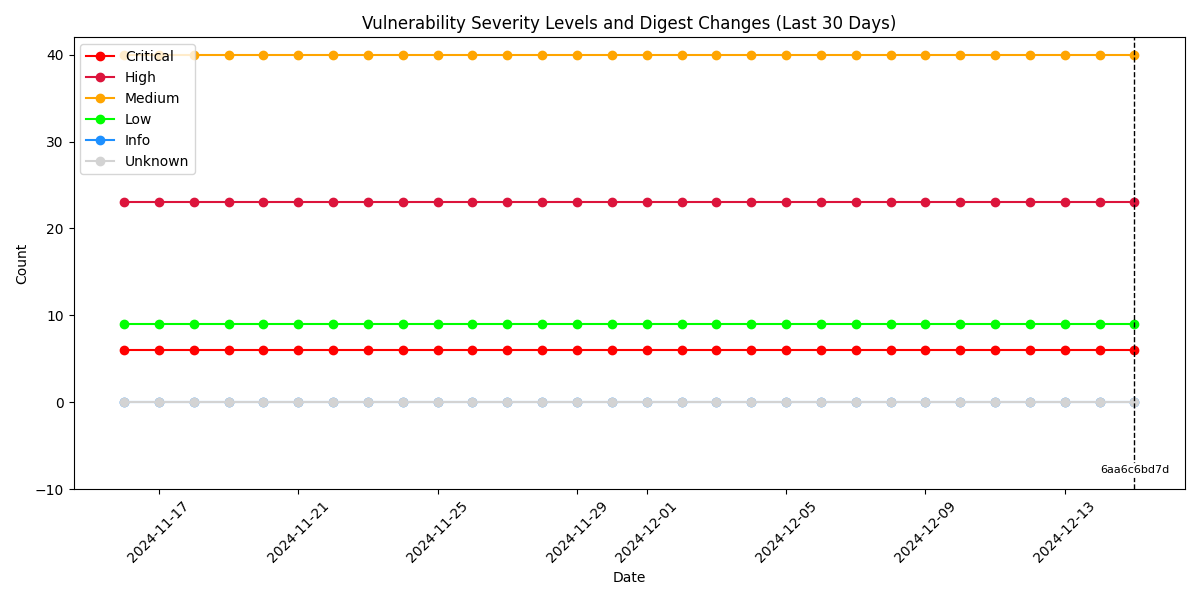 Vulnerability Severity Levels and Digest Changes (Last 30 Days)
Critical
High
Medium
Low
Info
Unknown
40
30
20
10
0
−10
Count
6aa6c6bd7d
2024-11-17
2024-11-21
2024-11-25
2024-11-29
2024-12-01
2024-12-05
2024-12-09
2024-12-13
Date